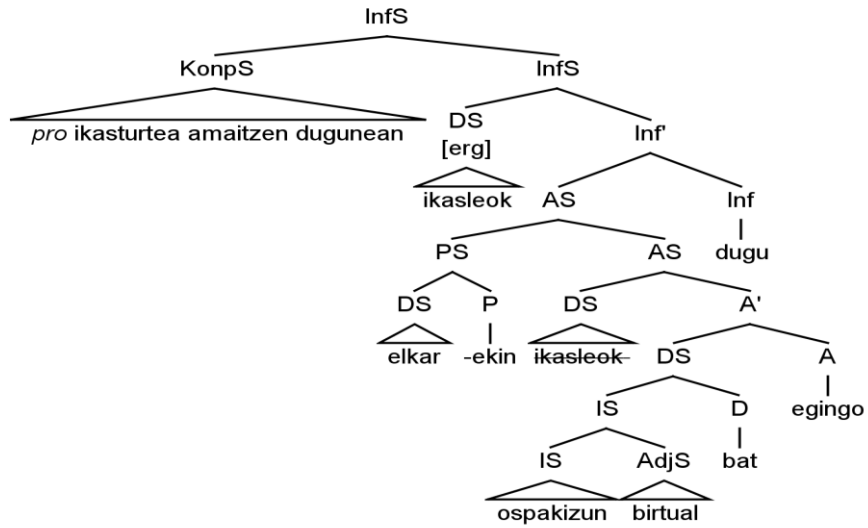 InfS
KonpS InfS
pro ikasturtea amaitzen dugunean DS Inf'
[erg]
ikasleok AS Inf
PS AS dugu
DS P DS A'
elkar -ekin ikasleok DS A
IS D egingo
IS AdjS bat
ospakizun birtual